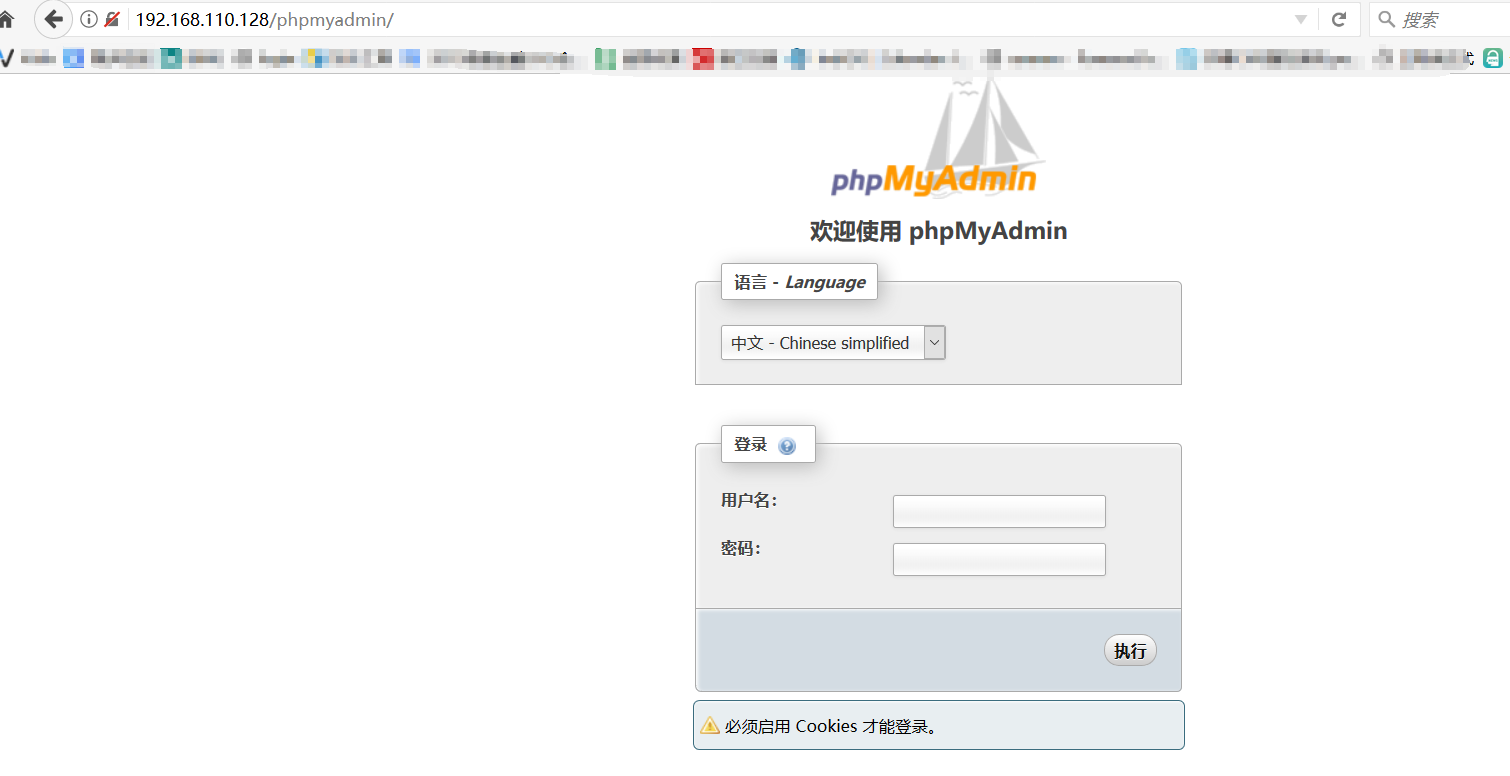 192.168.110.128/phpmyadmin/
搜索
phpMyAdmin
欢迎使用 phpMyAdmin
语言 - Language
中文 - Chinese simplified
登录
用户名:
密码:
执行
必须启用 Cookies 才能登录。